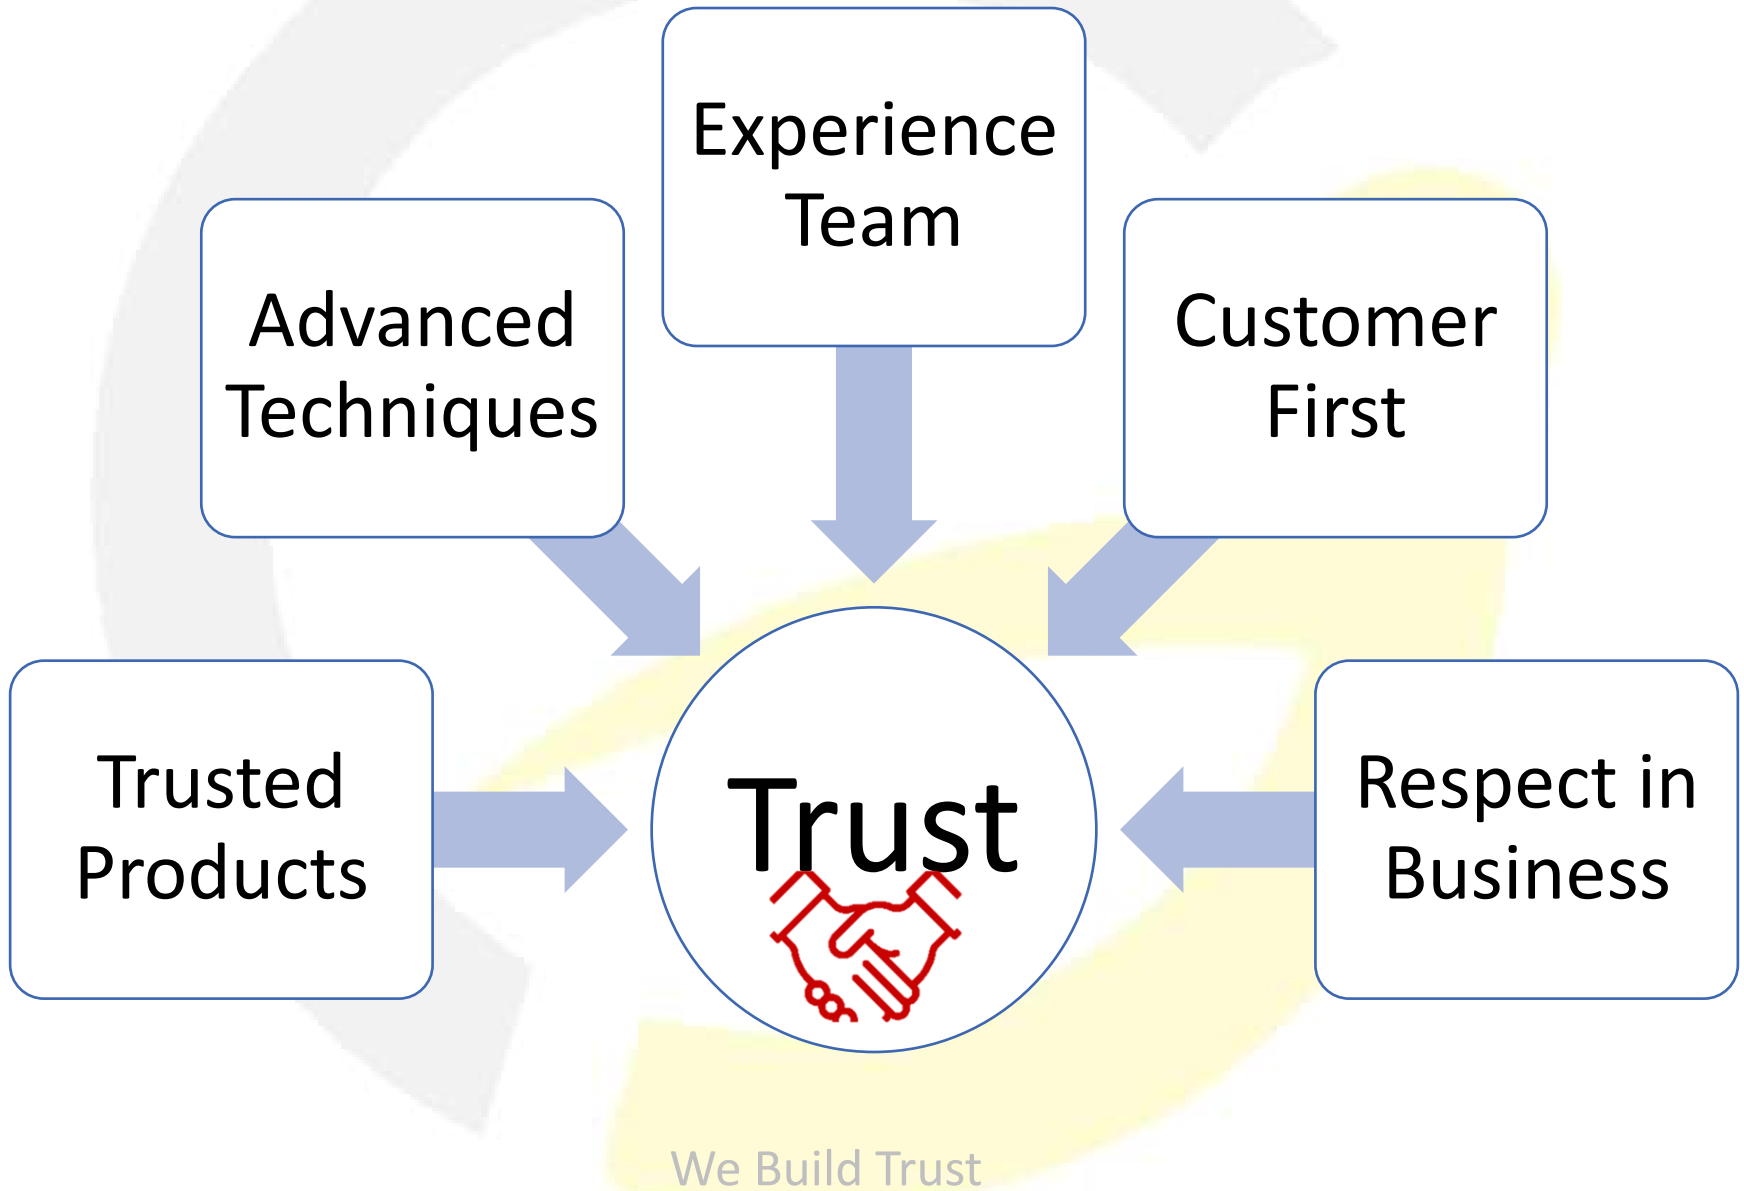 Experience
Team
Advanced
Techniques
Customer
First
Trusted
Products
Trust
Respect in
Business
We Build Trust